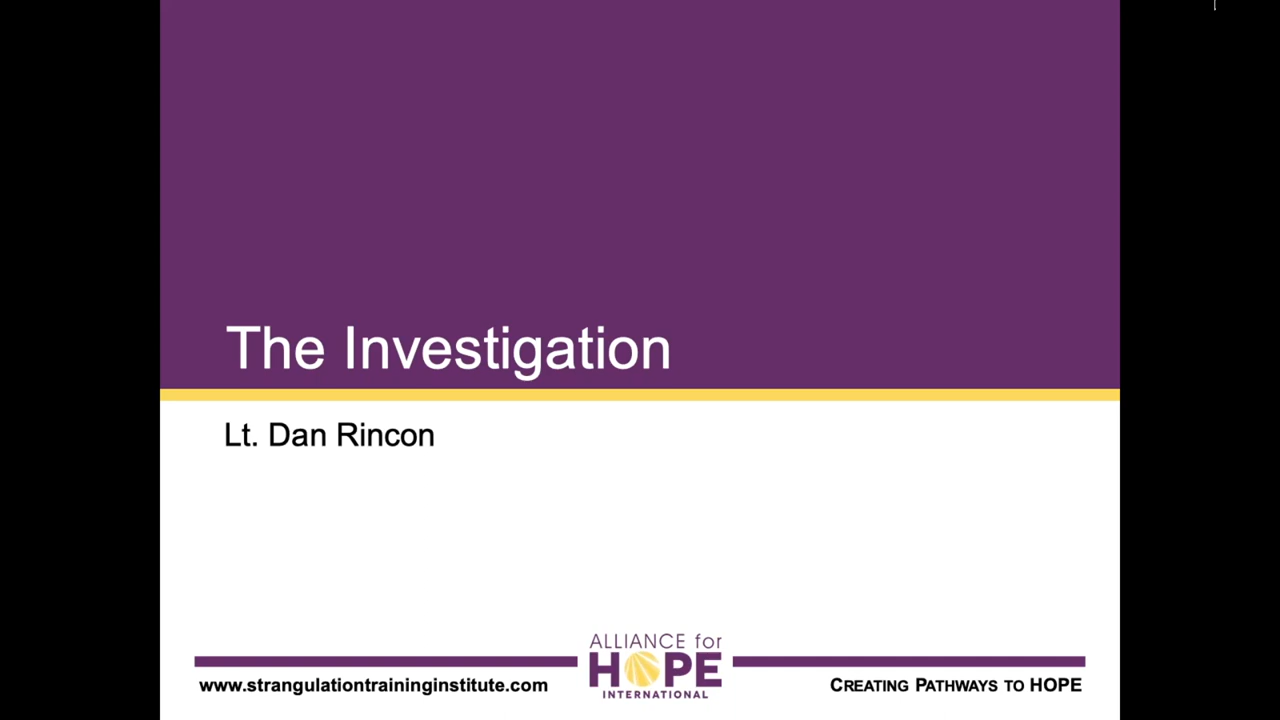 The Investigation
Lt. Dan Rincon
ALLIANCE for
HOPE
INTERNATIONAL
www.strangulationtraininginstitute.com
CREATING PATHWAYS TO HOPE